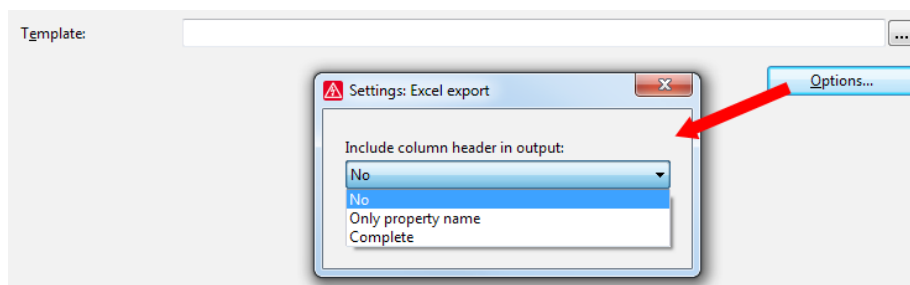 Template:
...
Options...
Settings: Excel export
Include column header in output:
No
No
Only property name
Complete